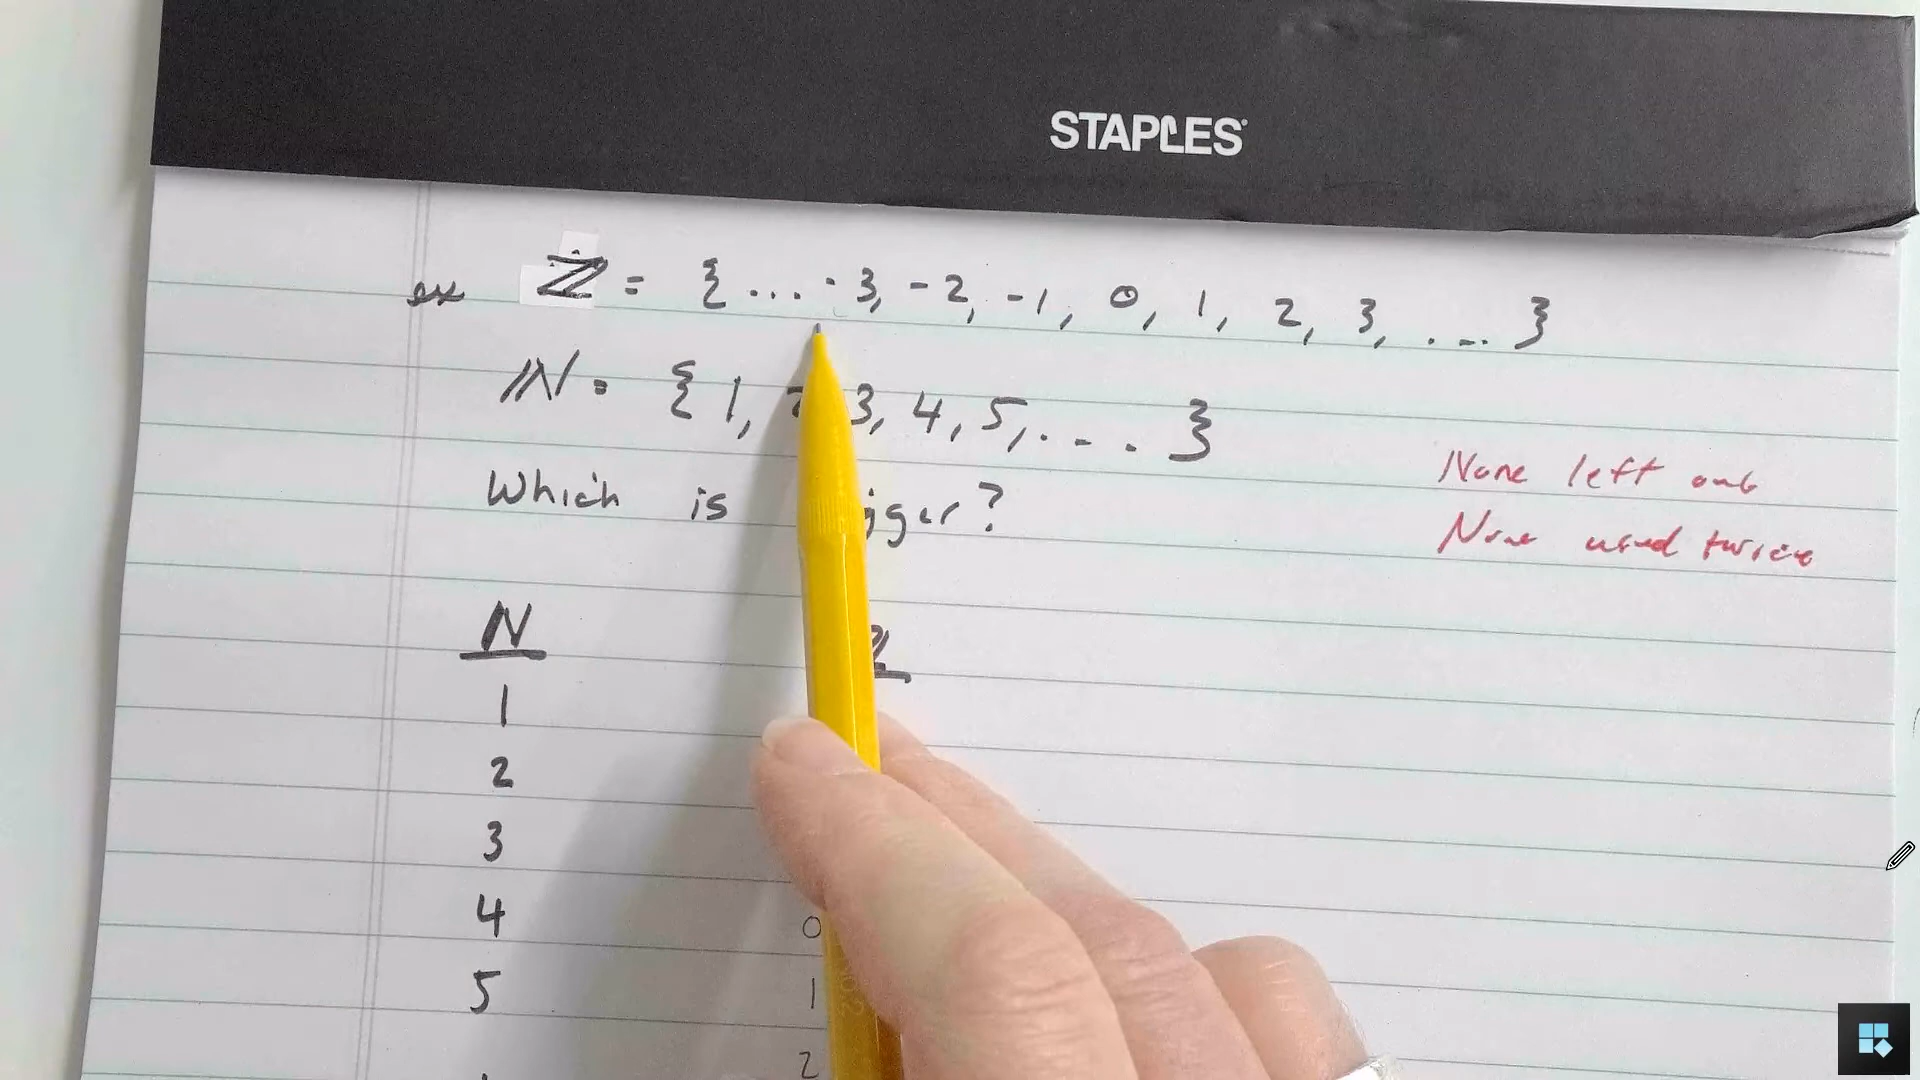 STAPLES
ex ℤ = { ... -3, -2, -1, 0, 1, 2, 3, ... }
ℕ = { 1, 3, 4, 5, ... }
None left out
Which is ?
None used twice
N
1
2
3
4 0
5 1
2